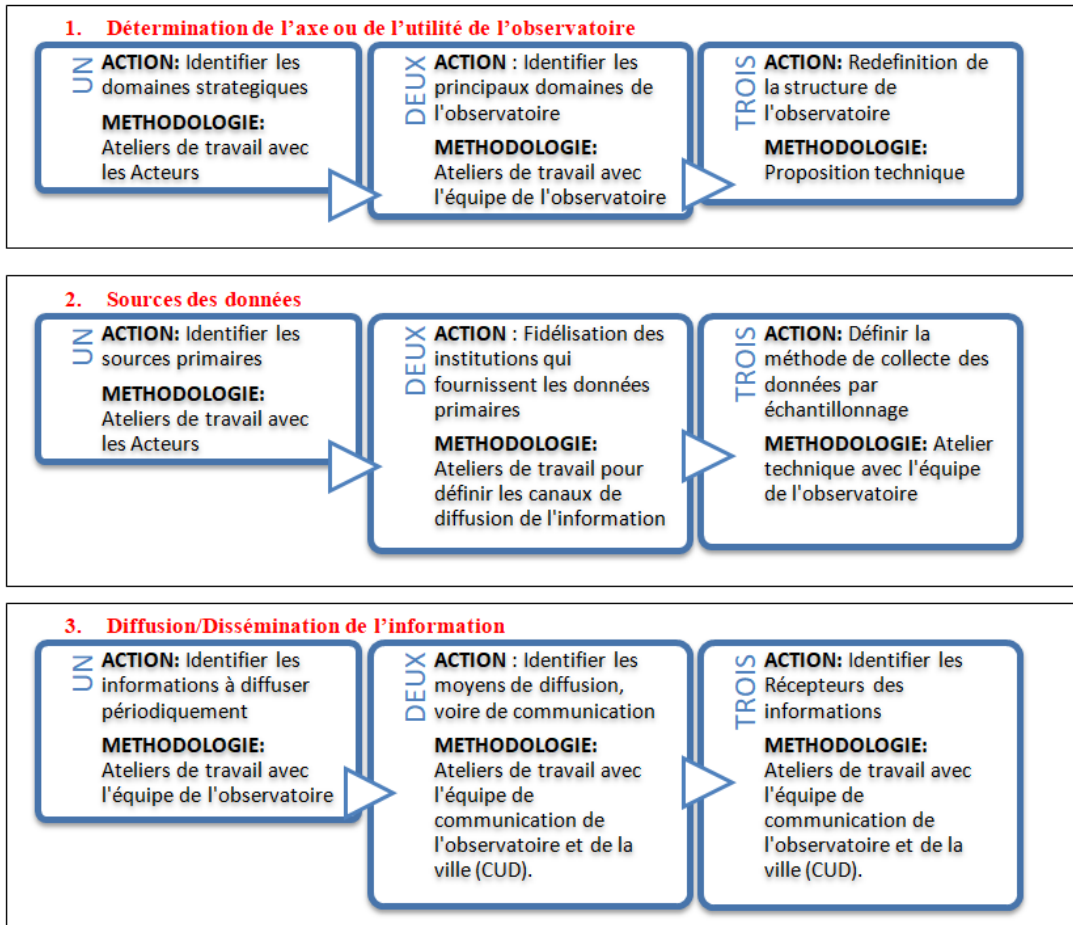 1. Détermination de l’axe ou de l’utilité de l’observatoire
UN
ACTION: Identifier les
domaines strategiques
METHODOLOGIE:
Ateliers de travail avec
les Acteurs
DEUX
ACTION : Identifier les
principaux domaines de
l'observatoire
METHODOLOGIE:
Ateliers de travail avec
l'équipe de l'observatoire
TROIS
ACTION: Redefinition de
la structure de
l'observatoire
METHODOLOGIE:
Proposition technique
2. Sources des données
UN
ACTION: Identifier les
sources primaires
METHODOLOGIE:
Ateliers de travail avec
les Acteurs
DEUX
ACTION : Fidélisation des
institutions qui
fournissent les données
primaires
METHODOLOGIE:
Ateliers de travail pour
définir les canaux de
diffusion de l'information
TROIS
ACTION: Définir la
méthode de collecte des
données par
échantillonnage
METHODOLOGIE: Atelier
technique avec l'équipe
de l'observatoire
3. Diffusion/Dissémination de l’information
UN
ACTION: Identifier les
informations à diffuser
périodiquement
METHODOLOGIE:
Ateliers de travail avec
l'équipe de l'observatoire
DEUX
ACTION : Identifier les
moyens de diffusion,
voire de communication
METHODOLOGIE:
Ateliers de travail avec
l'équipe de
communication de
l'observatoire et de la
ville (CUD).
TROIS
ACTION: Identifier les
Récepteurs des
informations
METHODOLOGIE:
Ateliers de travail avec
l'équipe de
communication de
l'observatoire et de la
ville (CUD).